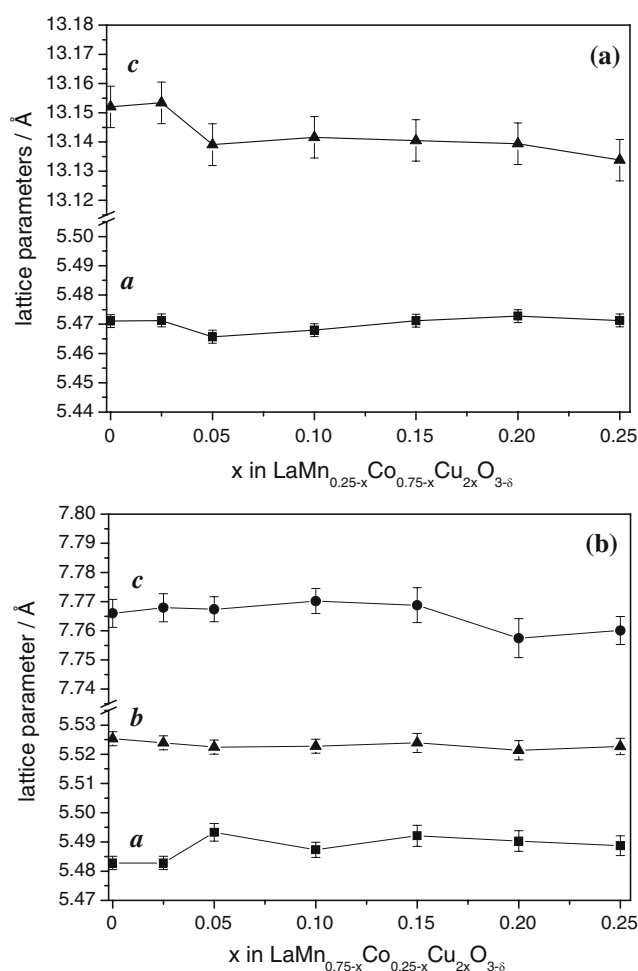 (a)
c
13.18
13.17
13.16
13.15
13.14
13.13
13.12
5.50
5.49
5.48
5.47
5.46
5.45
5.44
a
lattice parameters / Å
0 0.05 0.10 0.15 0.20 0.25
x in LaMn0.25-xCo0.75-xCu2xO3-δ
(b)
c
7.80
7.79
7.78
7.77
7.76
7.75
7.74
b
5.53
5.52
5.51
5.50
5.49
5.48
5.47
a
lattice parameter / Å
0 0.05 0.10 0.15 0.20 0.25
x in LaMn0.75-xCo0.25-xCu2xO3-δ